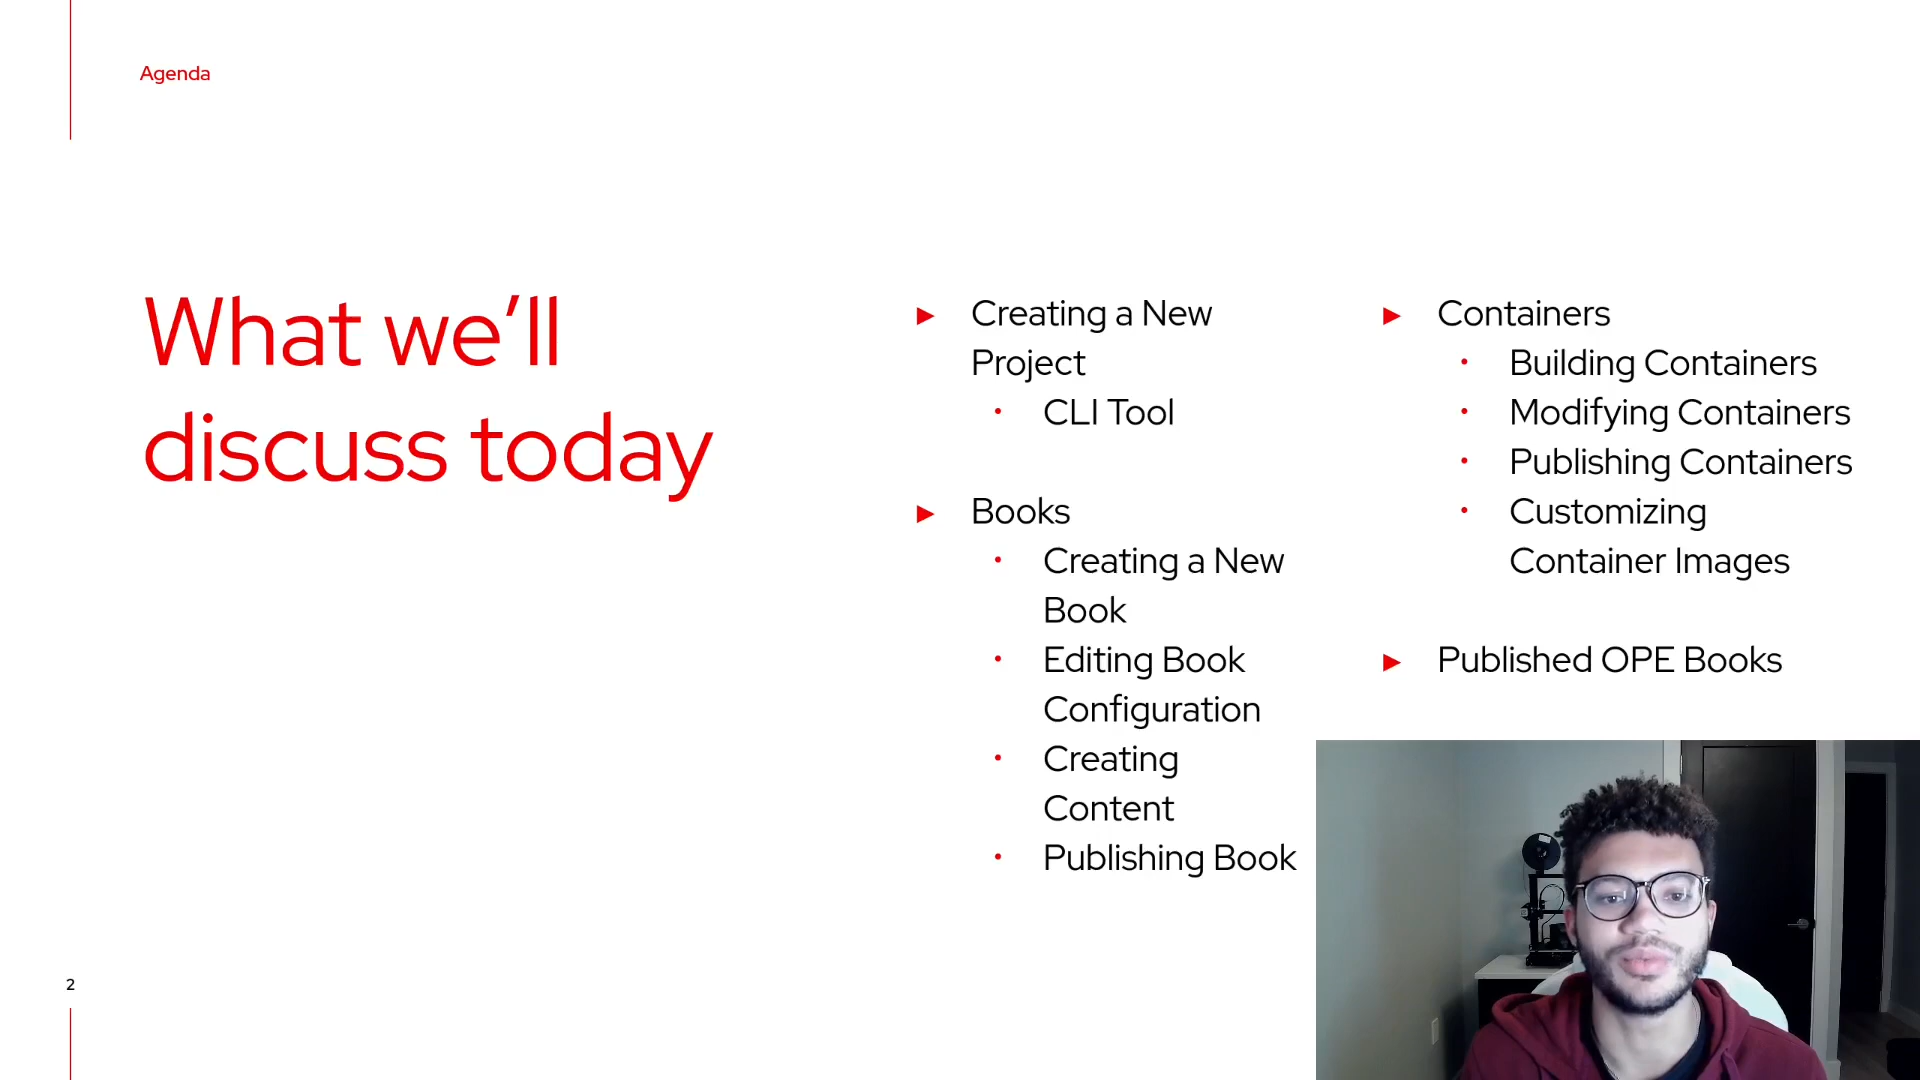 Agenda
What we’ll
discuss today
► Creating a New
Project
• CLI Tool
► Books
• Creating a New
Book
• Editing Book
Configuration
• Creating
Content
• Publishing Book
► Containers
• Building Containers
• Modifying Containers
• Publishing Containers
• Customizing
Container Images
► Published OPE Books
2